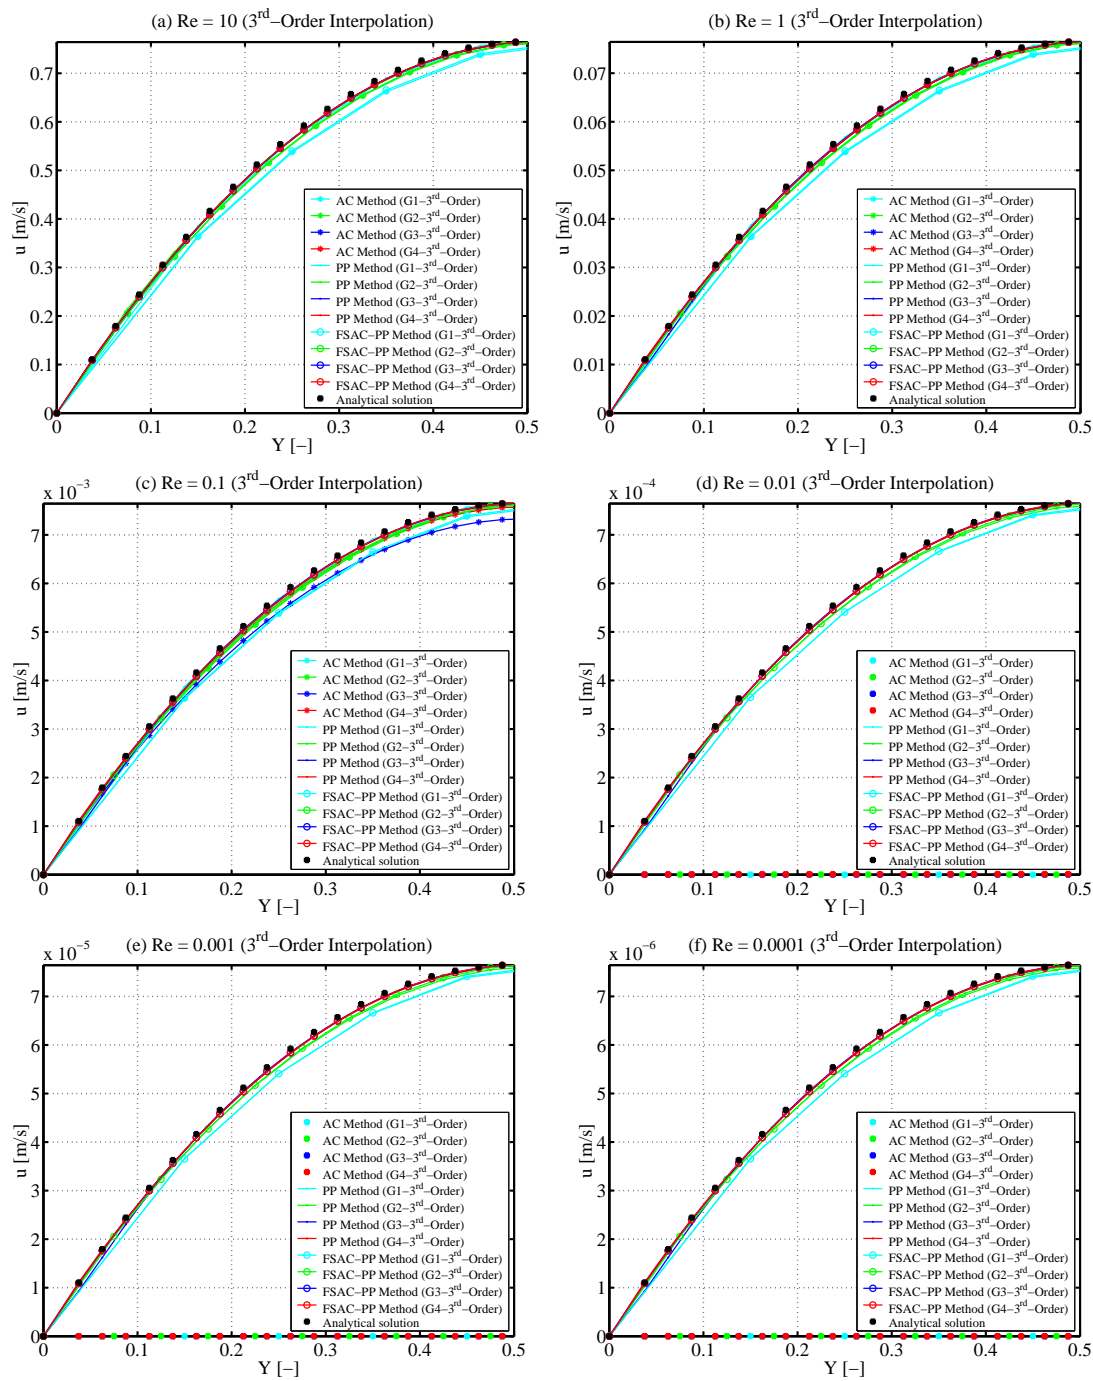 (a) Re = 10 (3rd−Order Interpolation)
0.7
0.6
0.5
0.4
0.3
0.2
0.1
0
u [m/s]
AC Method (G1−3rd−Order)
AC Method (G2−3rd−Order)
AC Method (G3−3rd−Order)
AC Method (G4−3rd−Order)
PP Method (G1−3rd−Order)
PP Method (G2−3rd−Order)
PP Method (G3−3rd−Order)
PP Method (G4−3rd−Order)
FSAC−PP Method (G1−3rd−Order)
FSAC−PP Method (G2−3rd−Order)
FSAC−PP Method (G3−3rd−Order)
FSAC−PP Method (G4−3rd−Order)
Analytical solution
0 0.1 0.2 0.3 0.4 0.5
Y [−]
(b) Re = 1 (3rd−Order Interpolation)
0.07
0.06
0.05
0.04
0.03
0.02
0.01
0
u [m/s]
AC Method (G1−3rd−Order)
AC Method (G2−3rd−Order)
AC Method (G3−3rd−Order)
AC Method (G4−3rd−Order)
PP Method (G1−3rd−Order)
PP Method (G2−3rd−Order)
PP Method (G3−3rd−Order)
PP Method (G4−3rd−Order)
FSAC−PP Method (G1−3rd−Order)
FSAC−PP Method (G2−3rd−Order)
FSAC−PP Method (G3−3rd−Order)
FSAC−PP Method (G4−3rd−Order)
Analytical solution
0 0.1 0.2 0.3 0.4 0.5
Y [−]
(c) Re = 0.1 (3rd−Order Interpolation)
x 10−3
7
6
5
4
3
2
1
0
u [m/s]
AC Method (G1−3rd−Order)
AC Method (G2−3rd−Order)
AC Method (G3−3rd−Order)
AC Method (G4−3rd−Order)
PP Method (G1−3rd−Order)
PP Method (G2−3rd−Order)
PP Method (G3−3rd−Order)
PP Method (G4−3rd−Order)
FSAC−PP Method (G1−3rd−Order)
FSAC−PP Method (G2−3rd−Order)
FSAC−PP Method (G3−3rd−Order)
FSAC−PP Method (G4−3rd−Order)
Analytical solution
0 0.1 0.2 0.3 0.4 0.5
Y [−]
(d) Re = 0.01 (3rd−Order Interpolation)
x 10−4
7
6
5
4
3
2
1
0
u [m/s]
AC Method (G1−3rd−Order)
AC Method (G2−3rd−Order)
AC Method (G3−3rd−Order)
AC Method (G4−3rd−Order)
PP Method (G1−3rd−Order)
PP Method (G2−3rd−Order)
PP Method (G3−3rd−Order)
PP Method (G4−3rd−Order)
FSAC−PP Method (G1−3rd−Order)
FSAC−PP Method (G2−3rd−Order)
FSAC−PP Method (G3−3rd−Order)
FSAC−PP Method (G4−3rd−Order)
Analytical solution
0 0.1 0.2 0.3 0.4 0.5
Y [−]
(e) Re = 0.001 (3rd−Order Interpolation)
x 10−5
7
6
5
4
3
2
1
0
u [m/s]
AC Method (G1−3rd−Order)
AC Method (G2−3rd−Order)
AC Method (G3−3rd−Order)
AC Method (G4−3rd−Order)
PP Method (G1−3rd−Order)
PP Method (G2−3rd−Order)
PP Method (G3−3rd−Order)
PP Method (G4−3rd−Order)
FSAC−PP Method (G1−3rd−Order)
FSAC−PP Method (G2−3rd−Order)
FSAC−PP Method (G3−3rd−Order)
FSAC−PP Method (G4−3rd−Order)
Analytical solution
0 0.1 0.2 0.3 0.4 0.5
Y [−]
(f) Re = 0.0001 (3rd−Order Interpolation)
x 10−6
7
6
5
4
3
2
1
0
u [m/s]
AC Method (G1−3rd−Order)
AC Method (G2−3rd−Order)
AC Method (G3−3rd−Order)
AC Method (G4−3rd−Order)
PP Method (G1−3rd−Order)
PP Method (G2−3rd−Order)
PP Method (G3−3rd−Order)
PP Method (G4−3rd−Order)
FSAC−PP Method (G1−3rd−Order)
FSAC−PP Method (G2−3rd−Order)
FSAC−PP Method (G3−3rd−Order)
FSAC−PP Method (G4−3rd−Order)
Analytical solution
0 0.1 0.2 0.3 0.4 0.5
Y [−]